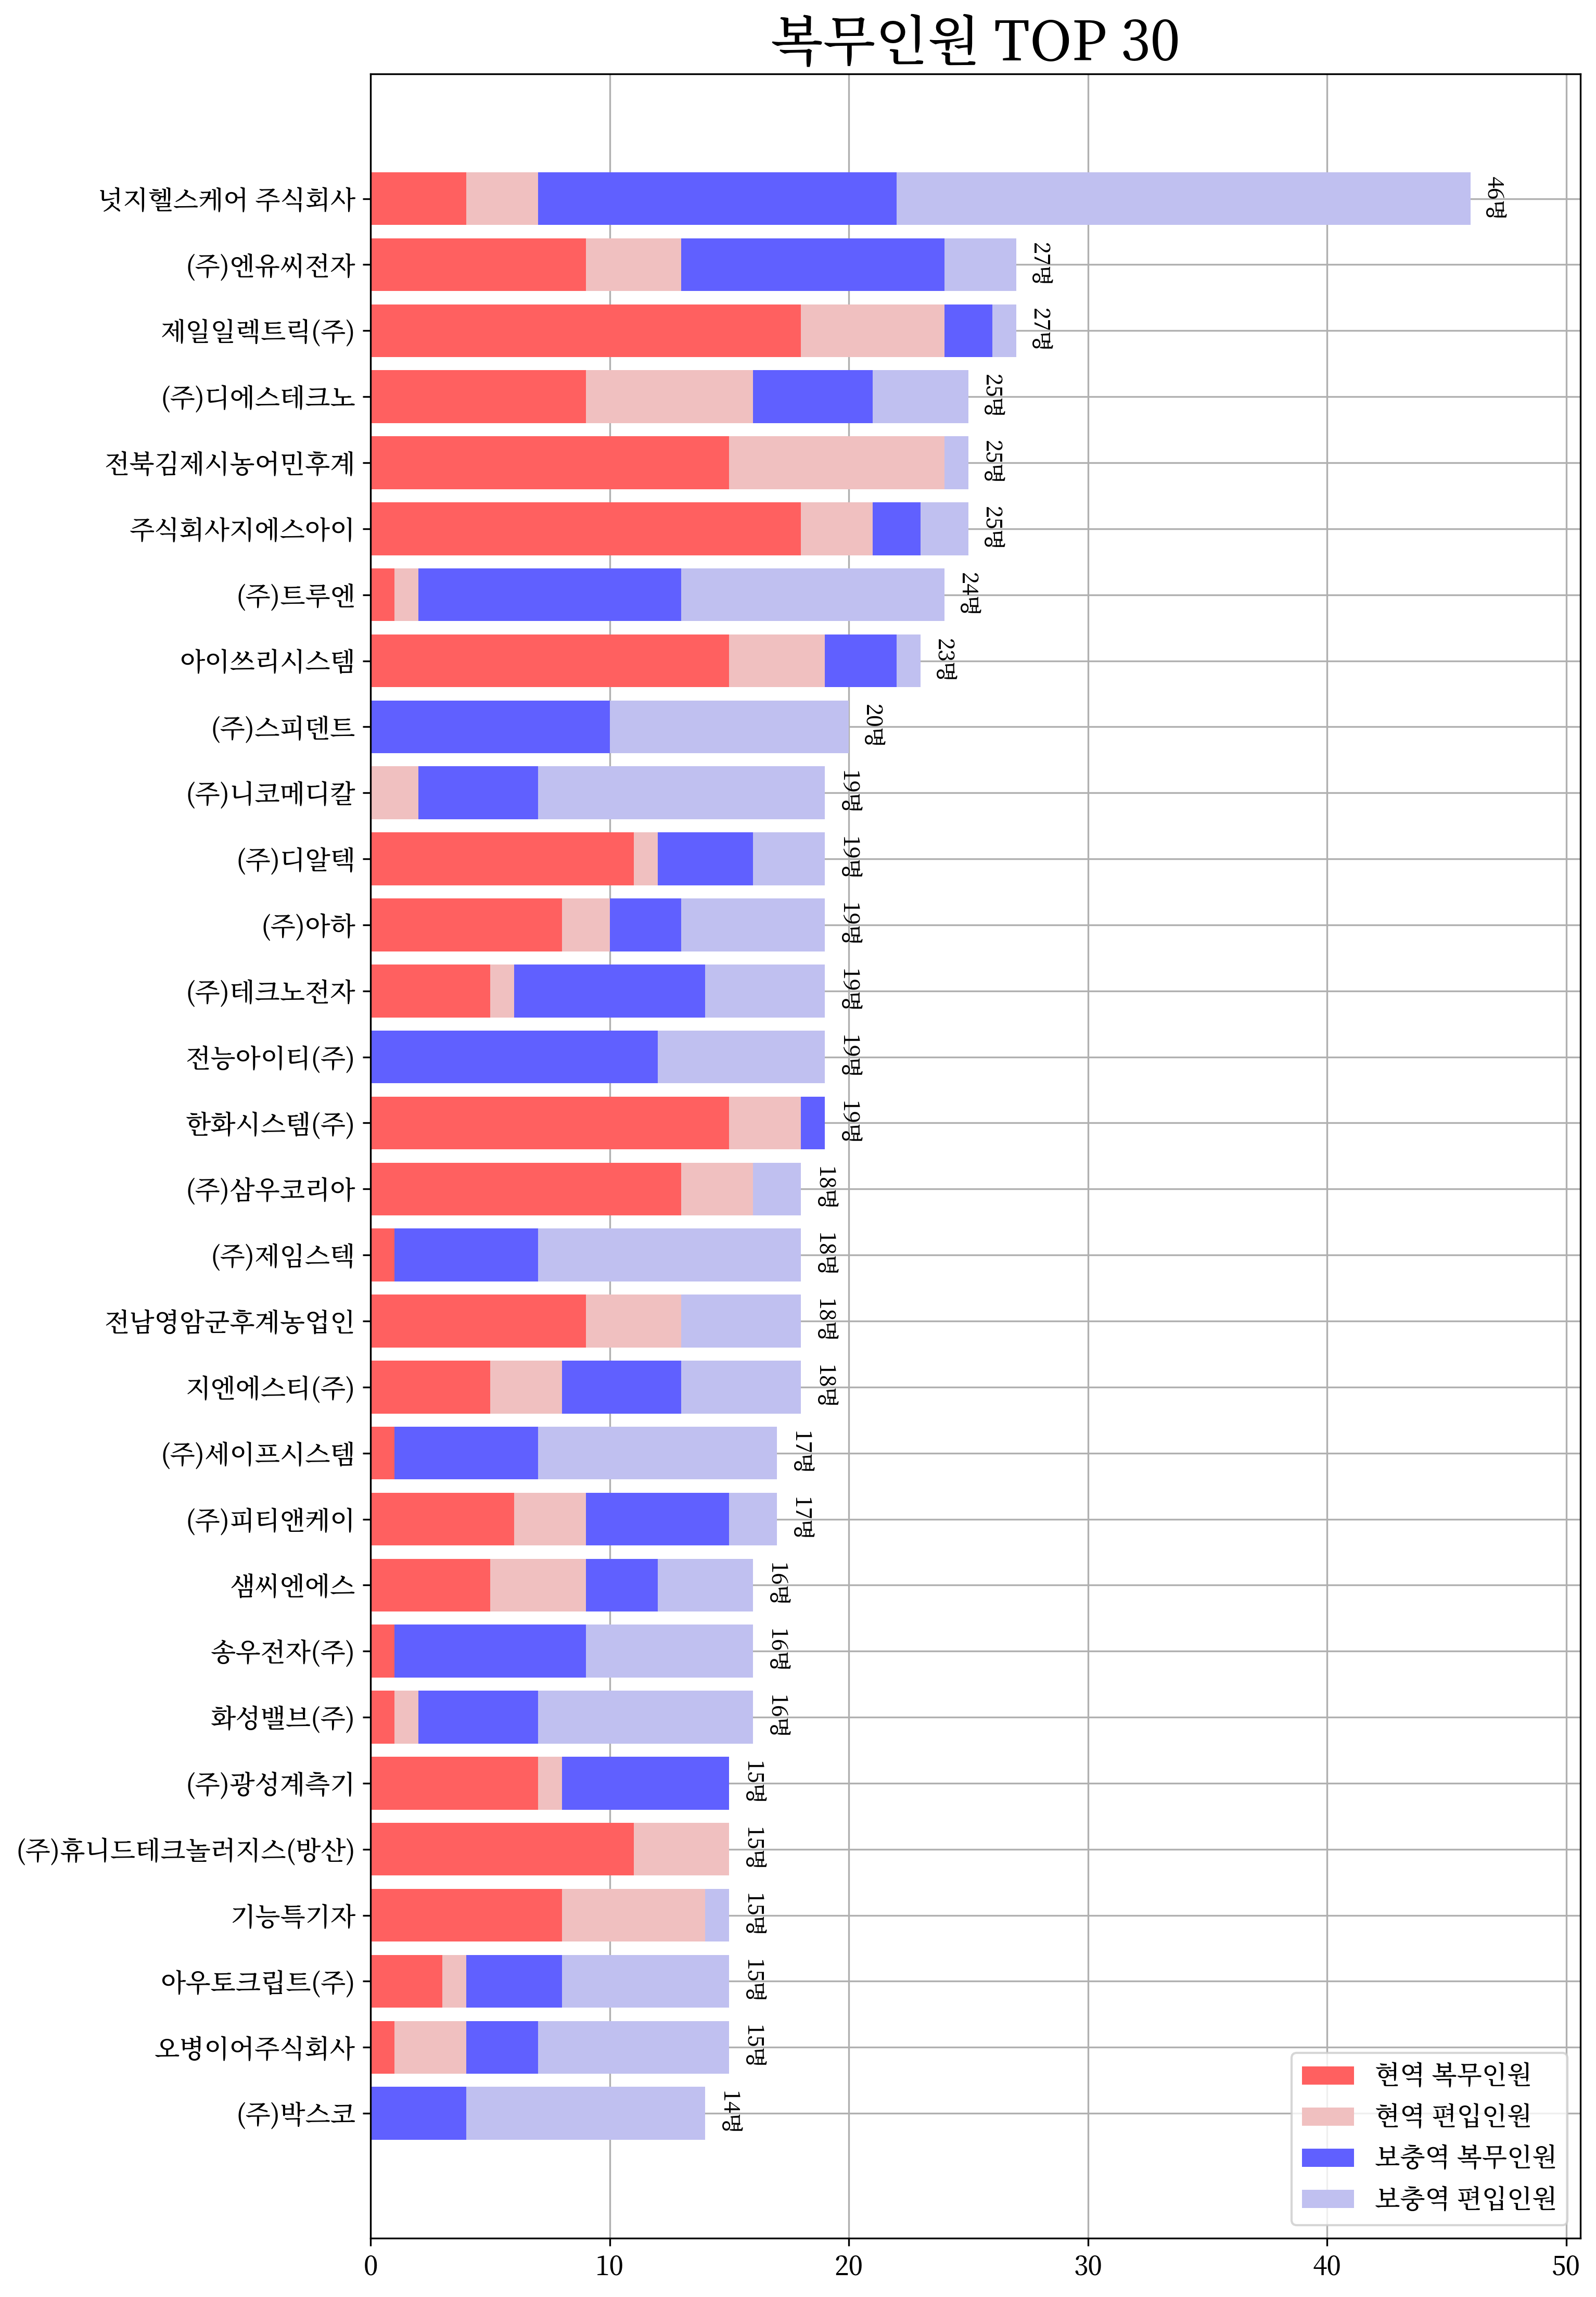 복무인원 TOP 30
넛지헬스케어 주식회사 46명
(주)엔유씨전자 27명
제일일렉트릭(주) 27명
(주)디에스테크노 25명
전북김제시농어민후계 25명
주식회사지에스아이 25명
(주)트루엔 24명
아이쓰리시스템 23명
(주)스피덴트 20명
(주)니코메디칼 19명
(주)디알텍 19명
(주)아하 19명
(주)테크노전자 19명
전능아이티(주) 19명
한화시스템(주) 19명
(주)삼우코리아 18명
(주)제임스텍 18명
전남영암군후계농업인 18명
지엔에스티(주) 18명
(주)세이프시스템 17명
(주)피티앤케이 17명
샘씨엔에스 16명
송우전자(주) 16명
화성밸브(주) 16명
(주)광성계측기 15명
(주)휴니드테크놀러지스(방산) 15명
기능특기자 15명
아우토크립트(주) 15명
오병이어주식회사 15명
(주)박스코 14명
현역 복무인원
현역 편입인원
보충역 복무인원
보충역 편입인원
0 10 20 30 40 50